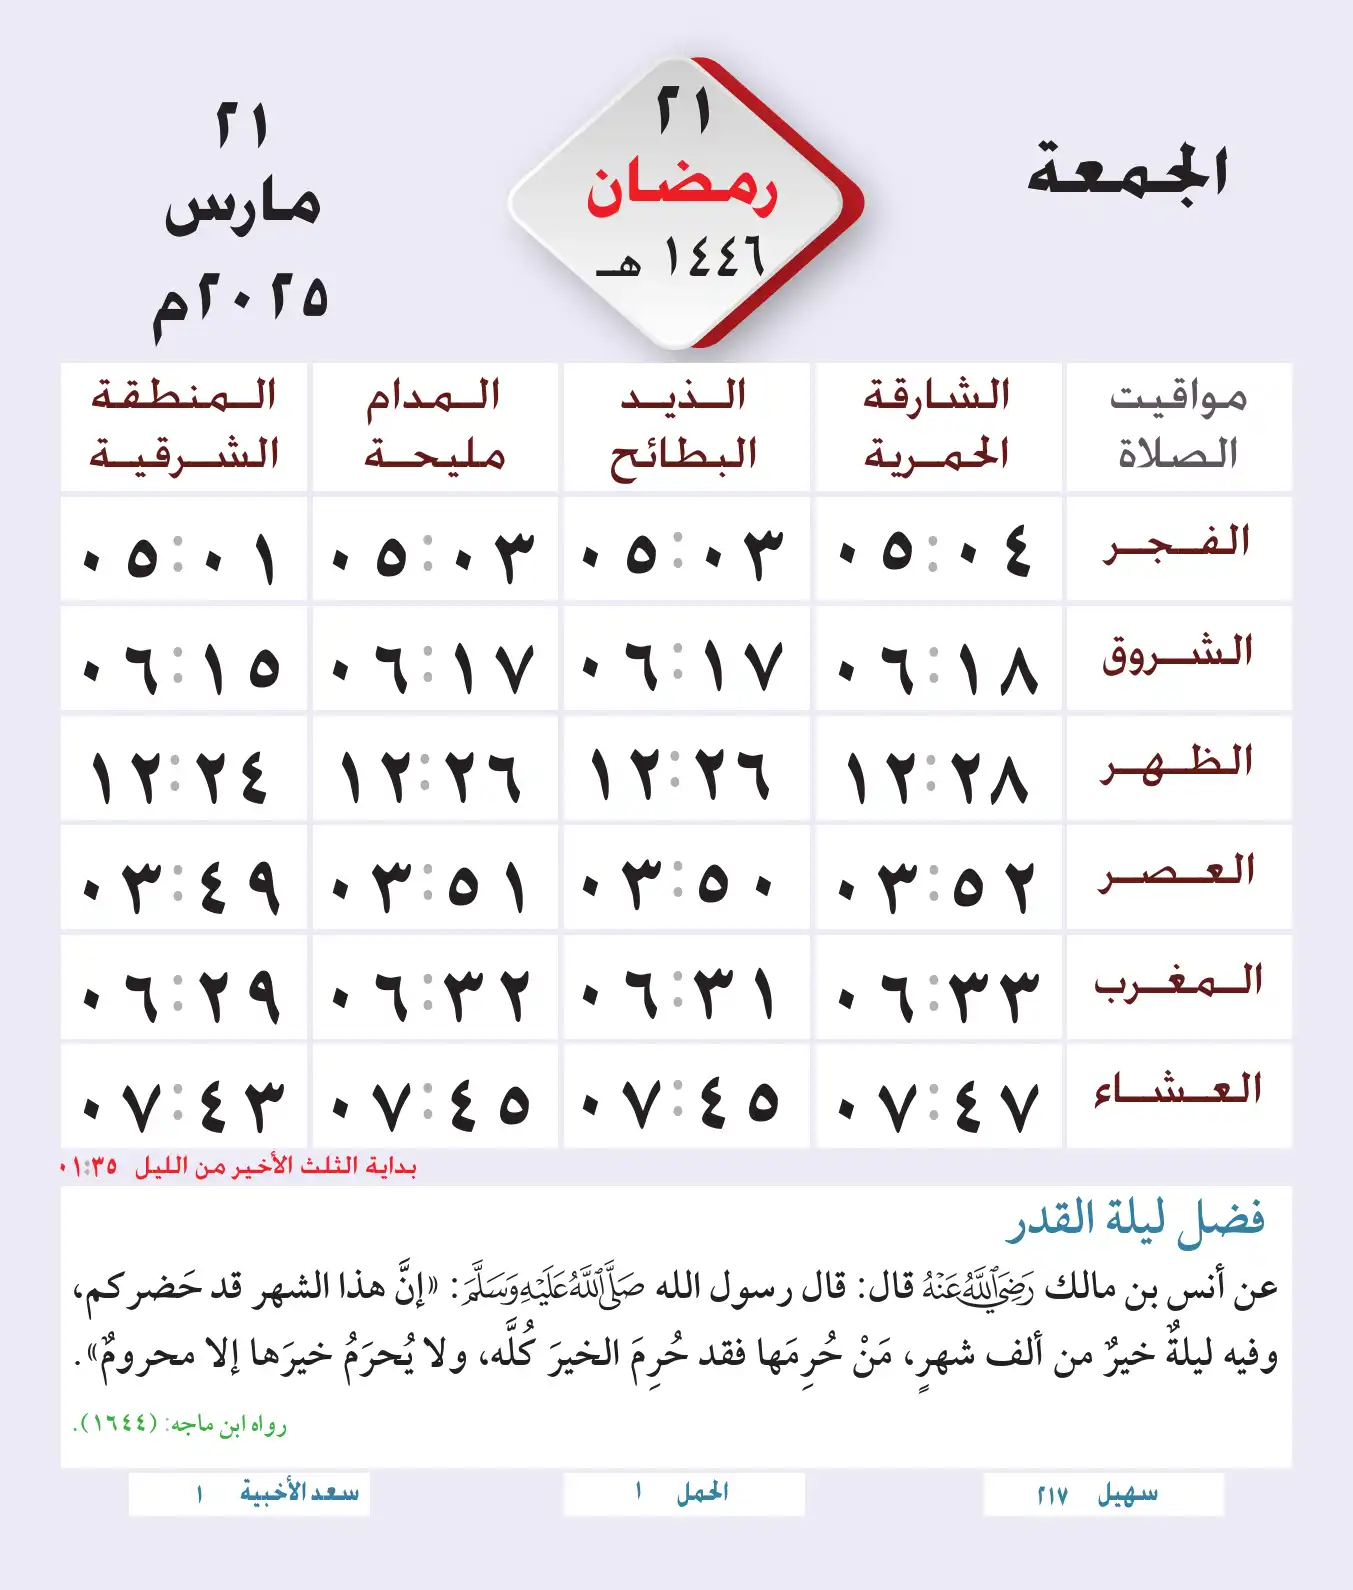 الجمعة
٢١
رمضان
١٤٤٦ هـ
٢١
مارس
٢٠٢٥م
مواقيت الصلاة الشارقة الحمرية الذيد البطائح المدام مليحة المنطقة الشرقية
الفجر ٠٥:٠٤ ٠٥:٠٣ ٠٥:٠٣ ٠٥:٠١
الشروق ٠٦:١٨ ٠٦:١٧ ٠٦:١٧ ٠٦:١٥
الظهر ١٢:٢٨ ١٢:٢٦ ١٢:٢٦ ١٢:٢٤
العصر ٠٣:٥٢ ٠٣:٥٠ ٠٣:٥١ ٠٣:٤٩
المغرب ٠٦:٣٣ ٠٦:٣١ ٠٦:٣٢ ٠٦:٢٩
العشاء ٠٧:٤٧ ٠٧:٤٥ ٠٧:٤٥ ٠٧:٤٣
بداية الثلث الأخير من الليل ٠١:٣٥
فضل ليلة القدر
عن أنس بن مالك رَضِيَ اللَّهُ عَنْهُ قال: قال رسول الله صَلَّى اللَّهُ عَلَيْهِ وَسَلَّمَ: «إنَّ هذا الشهر قد حَضركم،
وفيه ليلةٌ خيرٌ من ألف شهرٍ، مَنْ حُرِمَها فقد حُرِمَ الخيرَ كُلَّه، ولا يُحرَمُ خيرَها إلا محرومٌ».
رواه ابن ماجه: (١٦٤٤).
سهيل ٢١٧ الحمل ١ سعد الأخبية ١